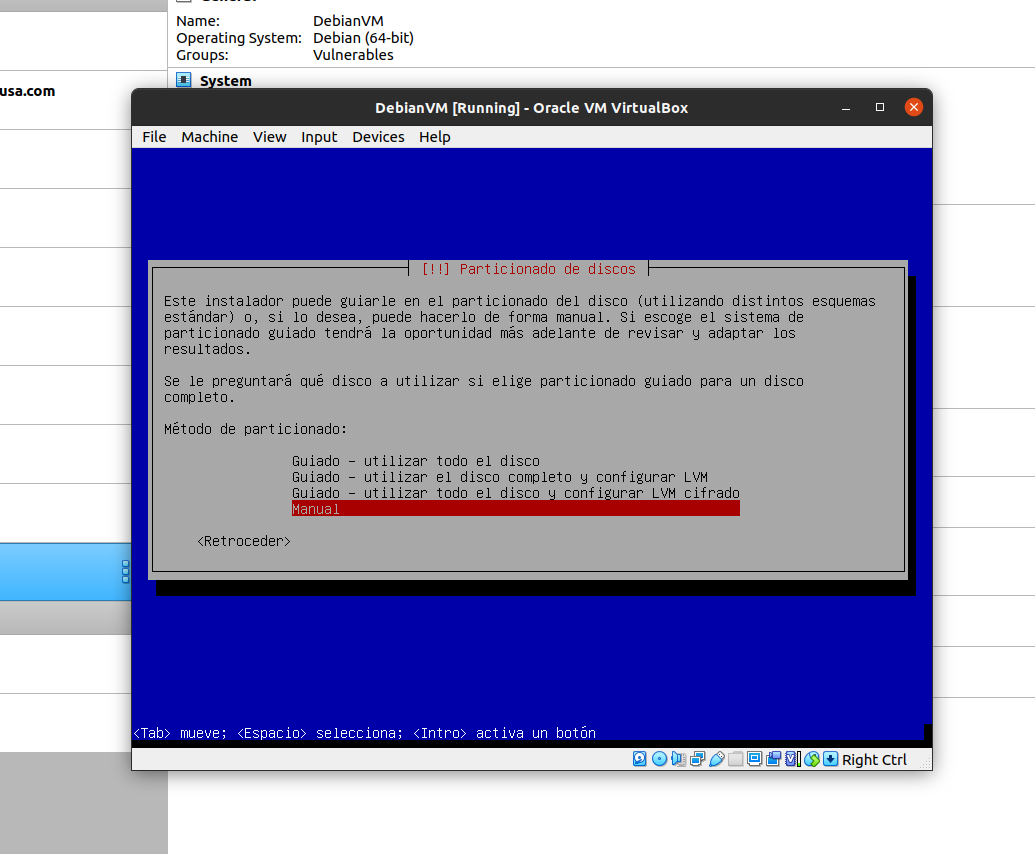 Name: DebianVM
Operating System: Debian (64-bit)
Groups: Vulnerables
System
usa.com
DebianVM [Running] - Oracle VM VirtualBox
File Machine View Input Devices Help
[!!] Particionado de discos
Este instalador puede guiarle en el particionado del disco (utilizando distintos esquemas
estándar) o, si lo desea, puede hacerlo de forma manual. Si escoge el sistema de
particionado guiado tendrá la oportunidad más adelante de revisar y adaptar los
resultados.
Se le preguntará qué disco a utilizar si elige particionado guiado para un disco
completo.
Método de particionado:
Guiado - utilizar todo el disco
Guiado - utilizar el disco completo y configurar LVM
Guiado - utilizar todo el disco y configurar LVM cifrado
Manual
<Retroceder>
<Tab> mueve; <Espacio> selecciona; <Intro> activa un botón
Right Ctrl